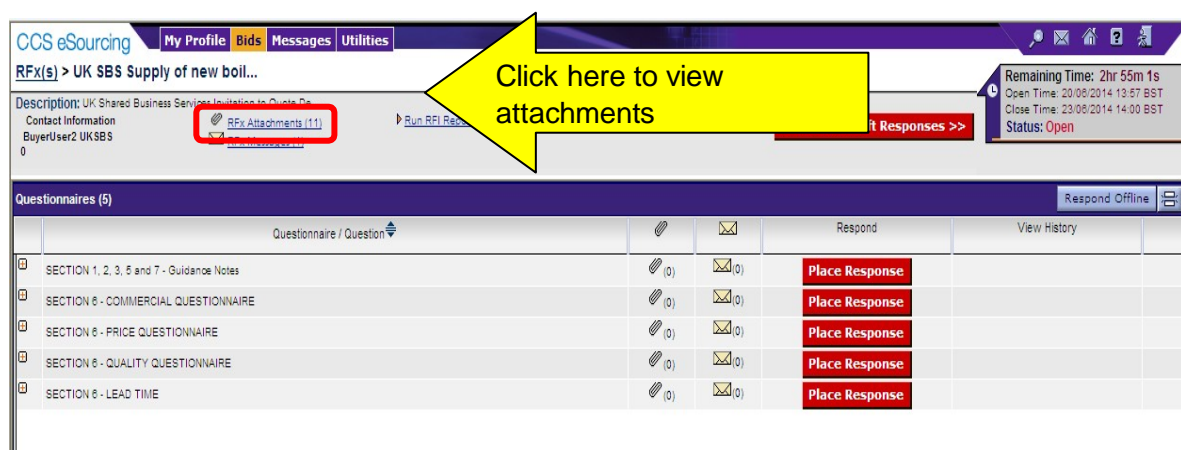 CCS eSourcing My Profile Bids Messages Utilities
RFx(s) > UK SBS Supply of new boil...
Click here to view
attachments
Remaining Time: 2hr 55m 1s
Open Time: 20/06/2014 13:57 BST
Close Time: 23/06/2014 14:00 BST
Status: Open
Description: UK Shared Business Services Invitation to Quote De
Contact Information
RFx Attachments (11)
Run RFI Repo
BuyerUser2 UKSBS
RFx Messages (1)
0
ft Responses >>
Questionnaires (5) Respond Offline
Questionnaire / Question Respond View History
SECTION 1, 2, 3, 5 and 7 - Guidance Notes (0) (0) Place Response
SECTION 6 - COMMERCIAL QUESTIONNAIRE (0) (0) Place Response
SECTION 6 - PRICE QUESTIONNAIRE (0) (0) Place Response
SECTION 6 - QUALITY QUESTIONNAIRE (0) (0) Place Response
SECTION 6 - LEAD TIME (0) (0) Place Response